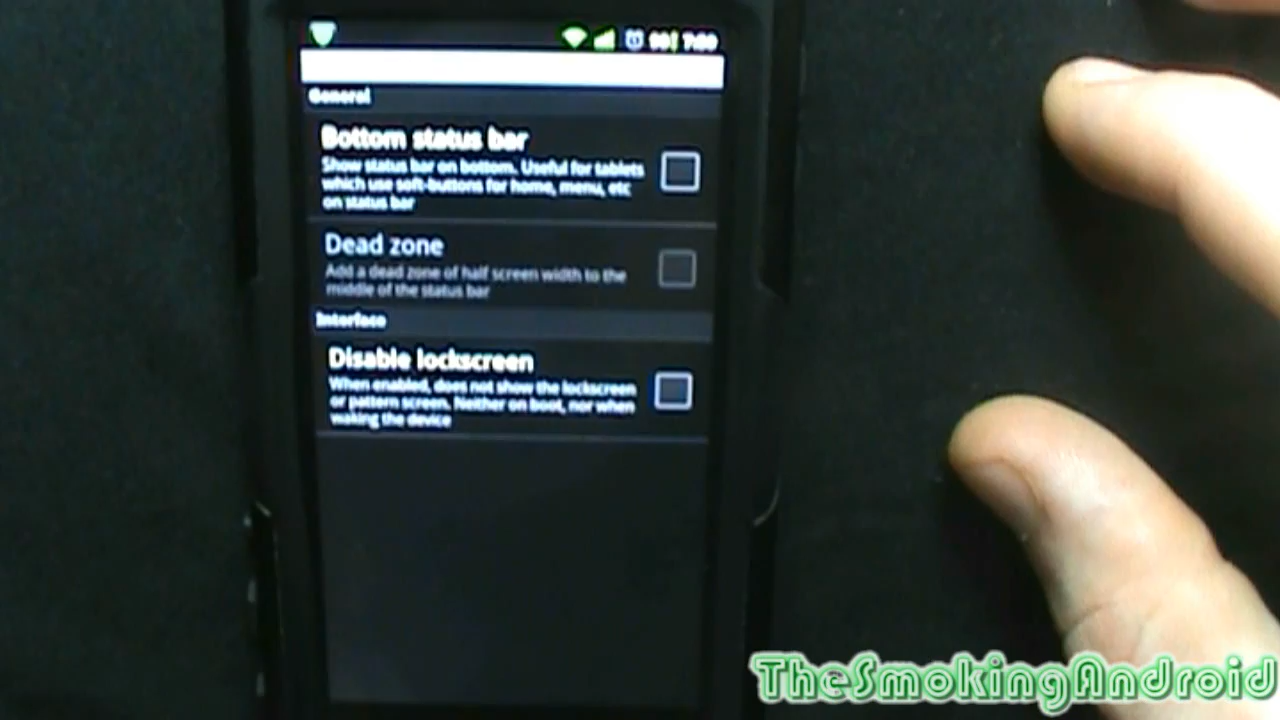 7:59
General
Bottom status bar
Show status bar on bottom. Useful for tablets
which use soft-buttons for home, menu, etc
on status bar
Dead zone
Add a dead zone of half screen width to the
middle of the status bar
Interface
Disable lockscreen
When enabled, does not show the lockscreen
or pattern screen. Neither on boot, nor when
waking the device
TheSmokingAndroid